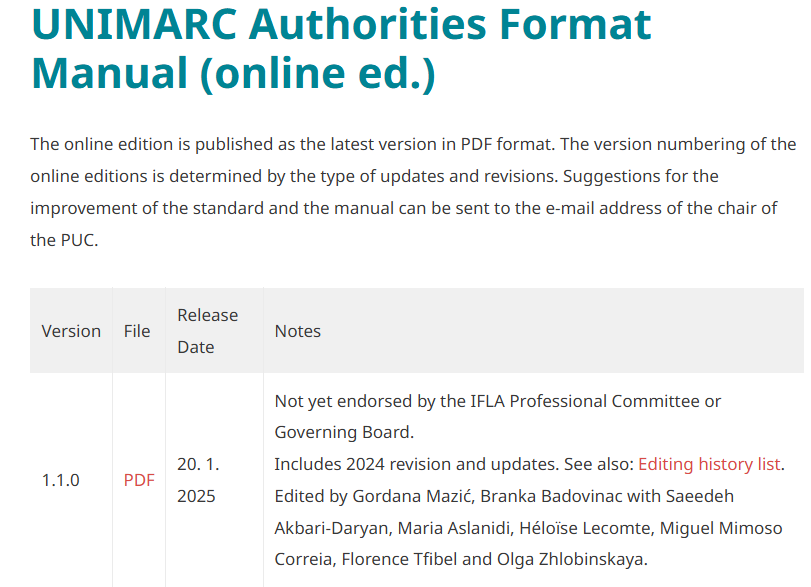 UNIMARC Authorities Format
Manual (online ed.)
The online edition is published as the latest version in PDF format. The version numbering of the
online editions is determined by the type of updates and revisions. Suggestions for the
improvement of the standard and the manual can be sent to the e-mail address of the chair of
the PUC.
Version
File
Release
Date
Notes
1.1.0
PDF
20. 1.
2025
Not yet endorsed by the IFLA Professional Committee or
Governing Board.
Includes 2024 revision and updates. See also: Editing history list.
Edited by Gordana Mazić, Branka Badovinac with Saeedeh
Akbari-Daryan, Maria Aslanidi, Héloïse Lecomte, Miguel Mimoso
Correia, Florence Tfibel and Olga Zhlobinskaya.